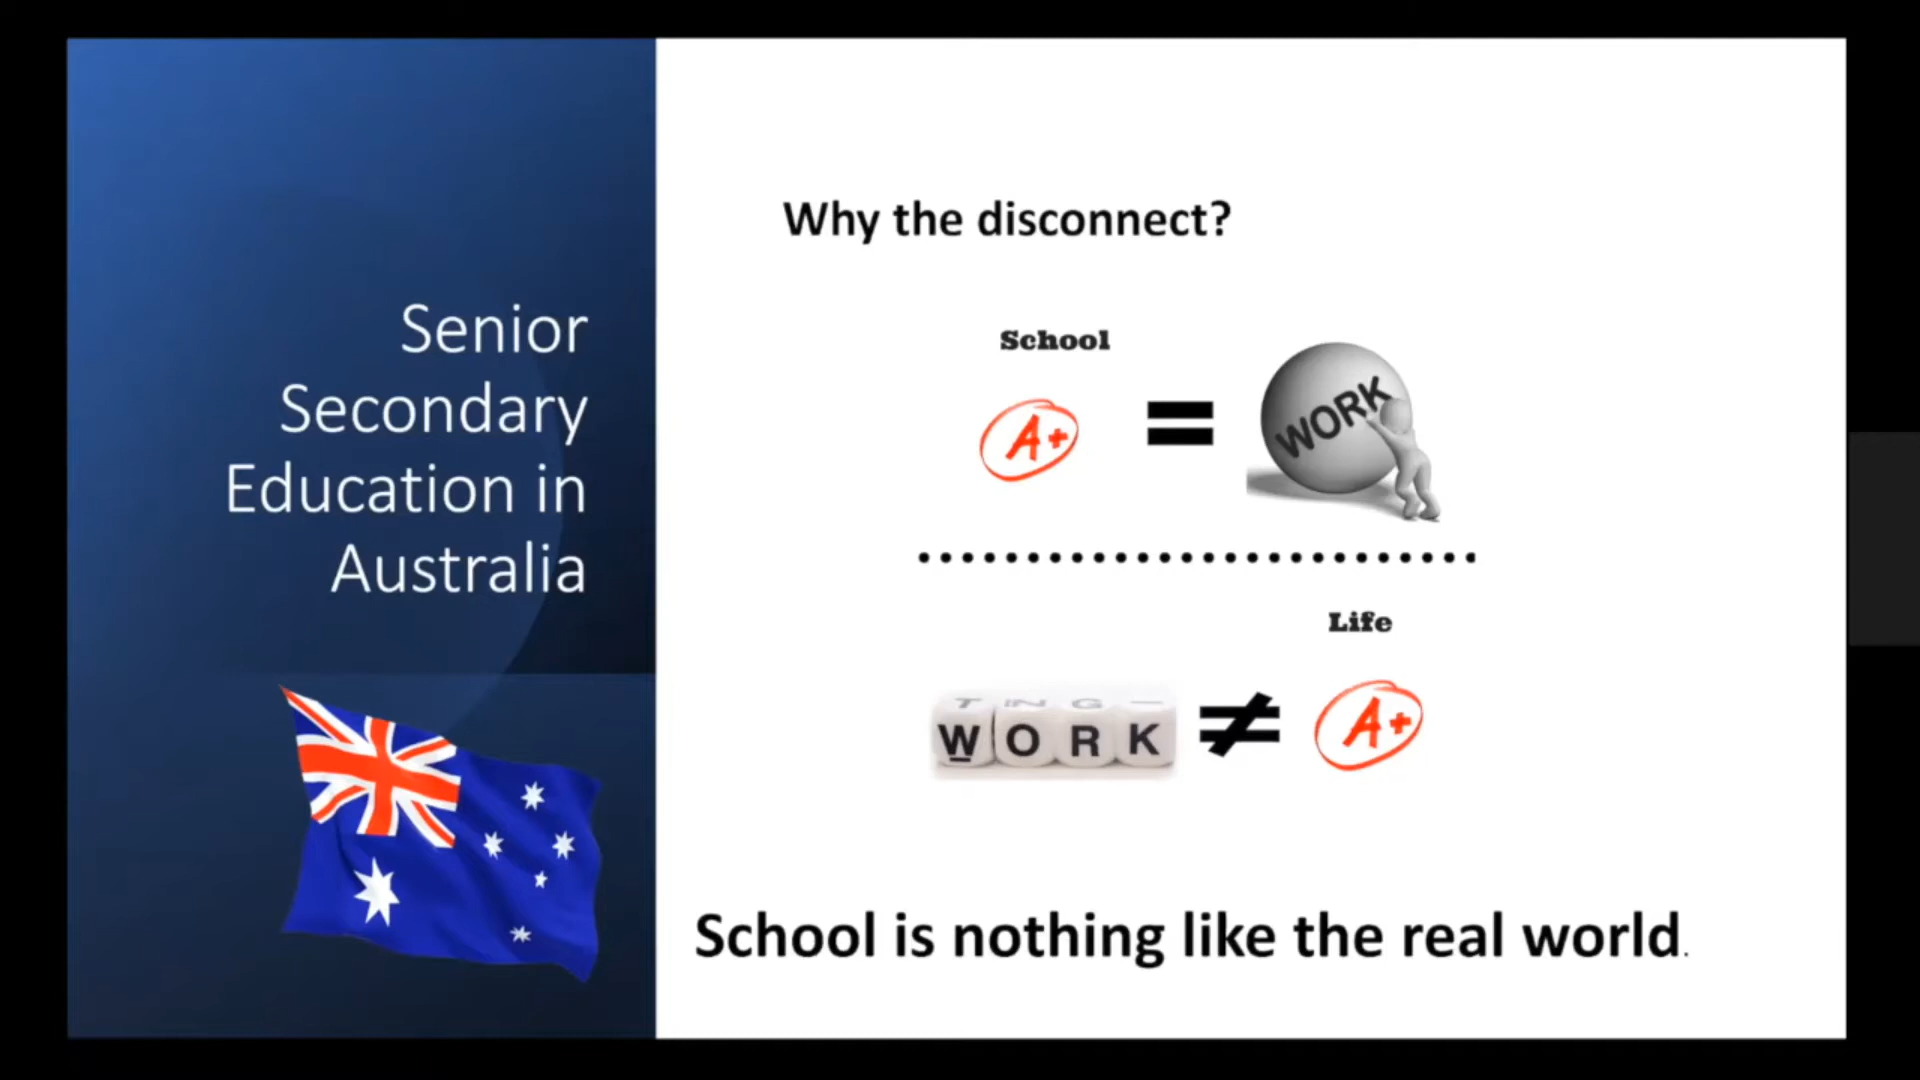 Senior
Secondary
Education in
Australia
Why the disconnect?
School
A+ = WORK
Life
WORK ≠ A+
School is nothing like the real world.